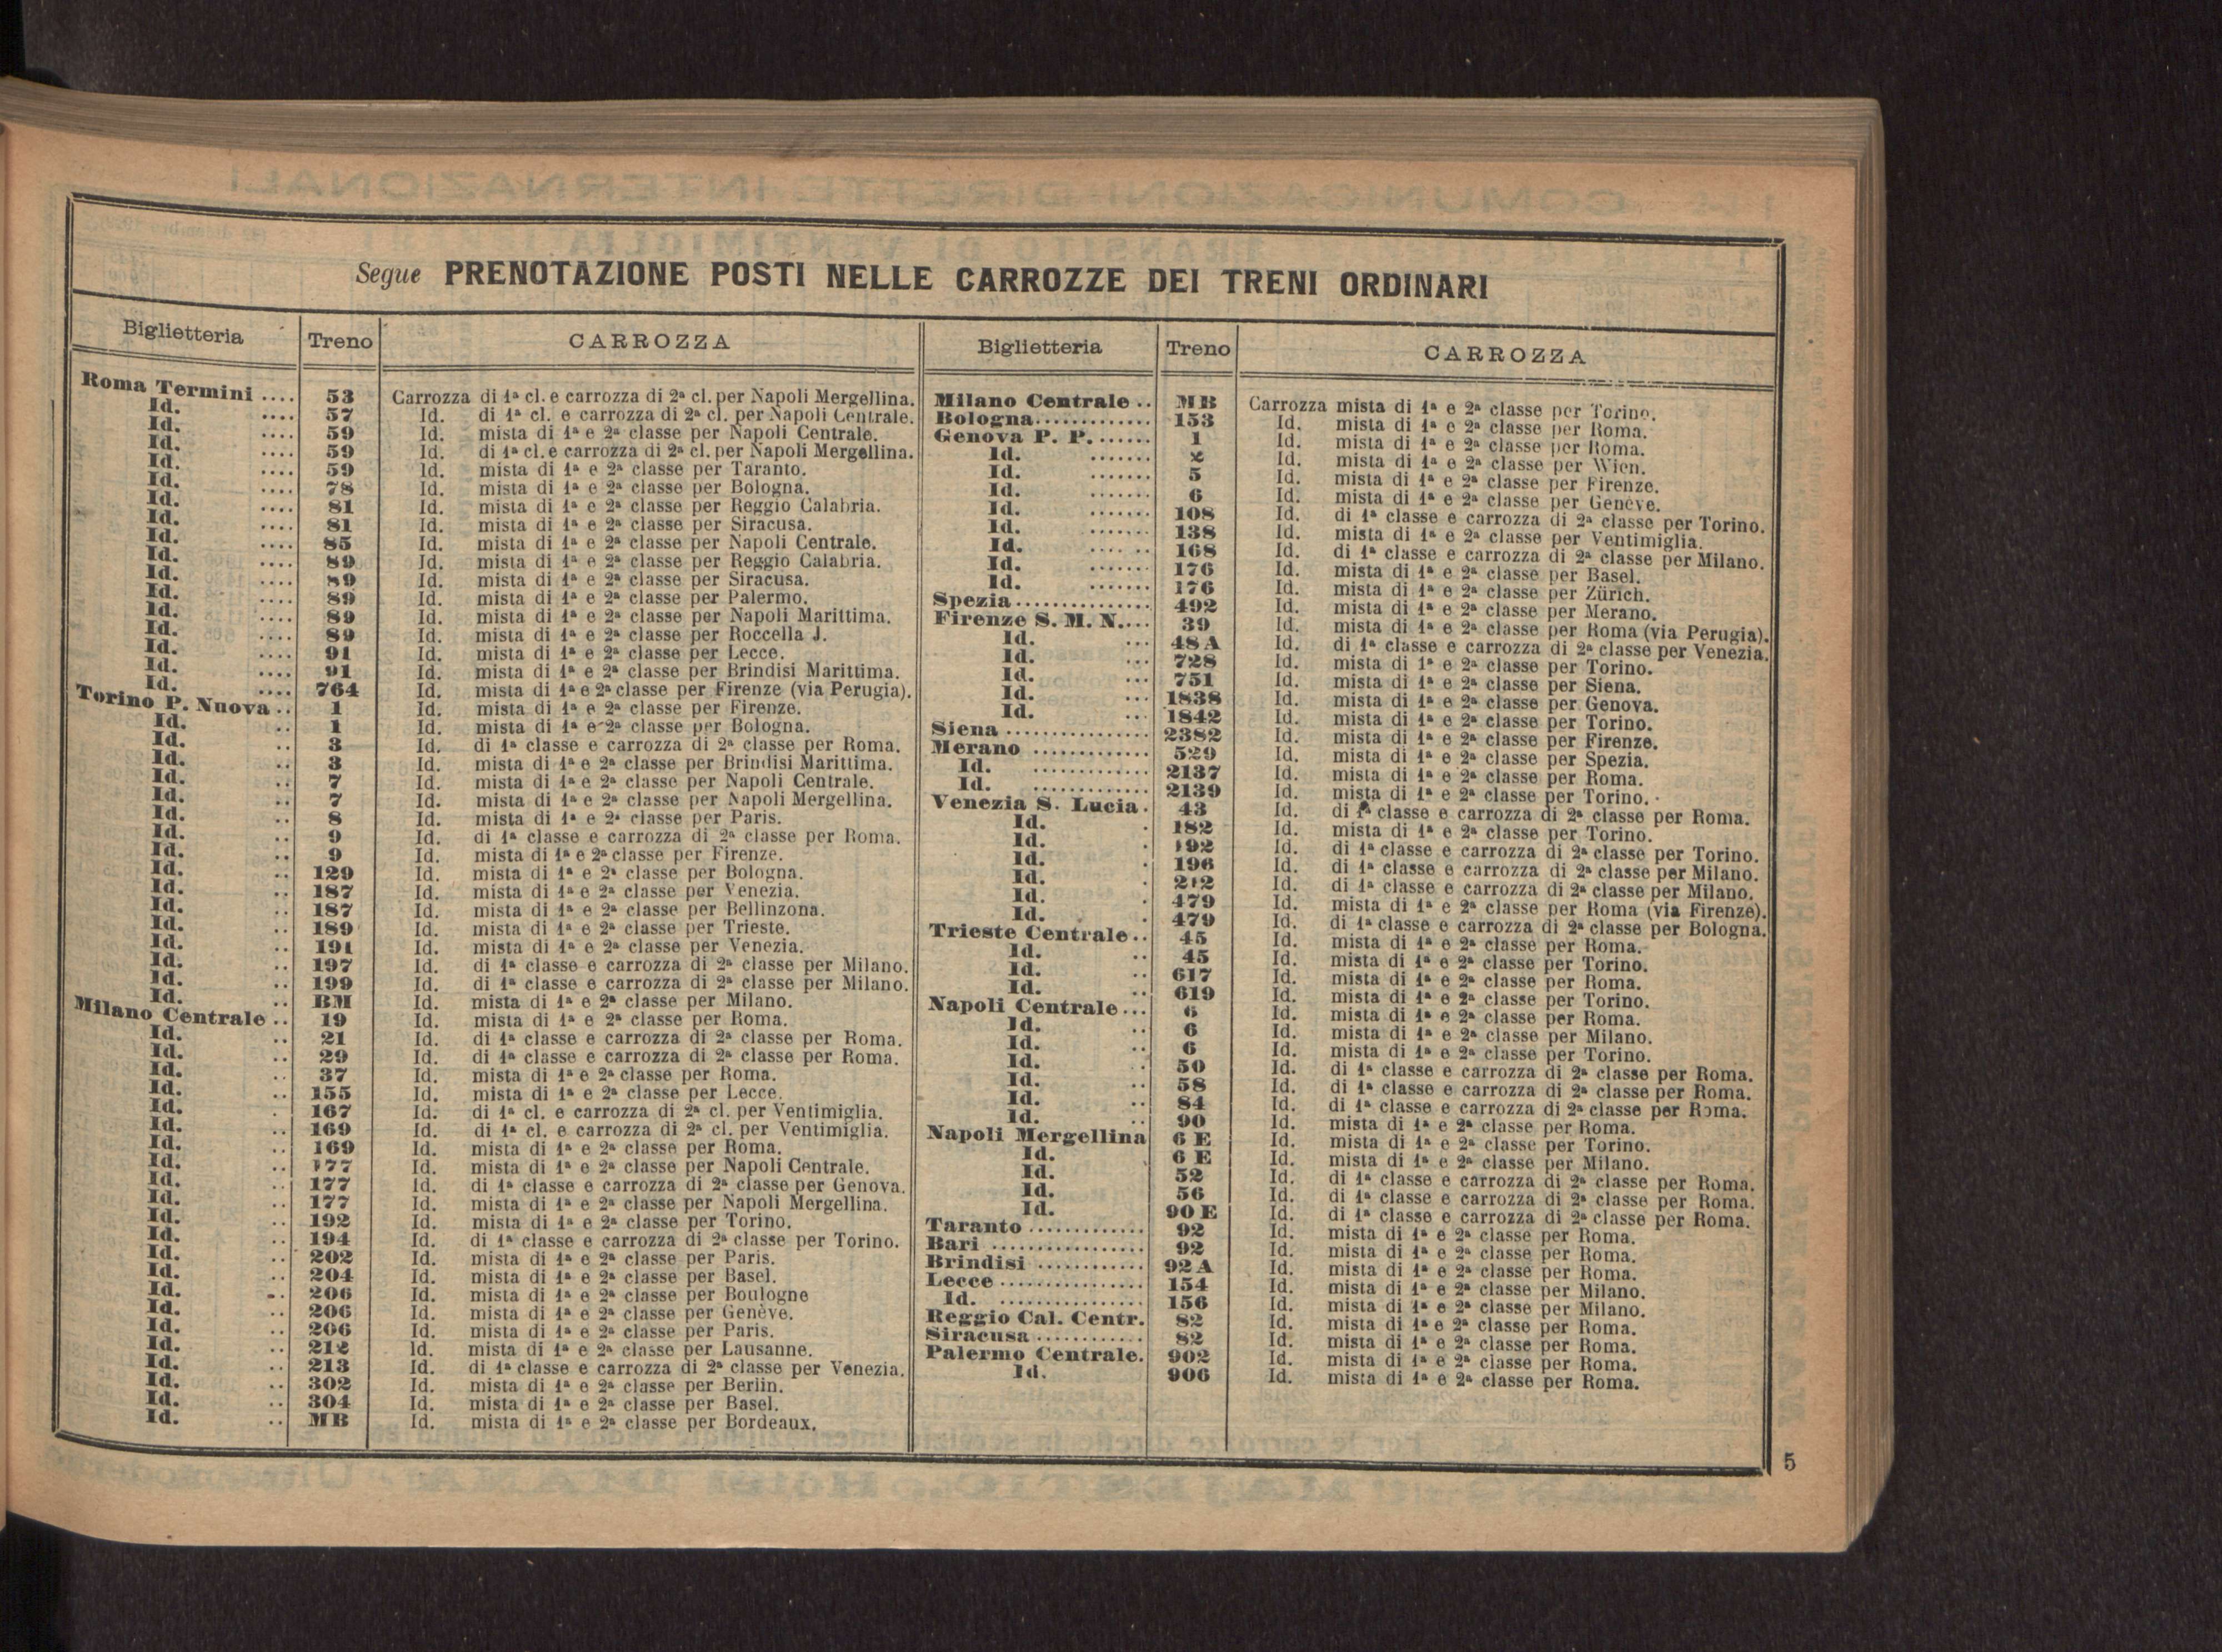 Segue PRENOTAZIONE POSTI NELLE CARROZZE DEI TRENI ORDINARI
Biglietteria Treno CARROZZA
Roma Termini .... 53 Carrozza di 1ª cl. e carrozza di 2ª cl. per Napoli Mergellina.
Id. .... 57 Id. di 1ª cl. e carrozza di 2ª cl. per Napoli Centrale.
Id. .... 59 Id. mista di 1ª e 2ª classe per Napoli Centrale.
Id. .... 59 Id. di 1ª cl. e carrozza di 2ª cl. per Napoli Mergellina.
Id. .... 59 Id. mista di 1ª e 2ª classe per Taranto.
Id. .... 78 Id. mista di 1ª e 2ª classe per Bologna.
Id. .... 81 Id. mista di 1ª e 2ª classe per Reggio Calabria.
Id. .... 81 Id. mista di 1ª e 2ª classe per Siracusa.
Id. .... 85 Id. mista di 1ª e 2ª classe per Napoli Centrale.
Id. .... 89 Id. mista di 1ª e 2ª classe per Reggio Calabria.
Id. .... 89 Id. mista di 1ª e 2ª classe per Siracusa.
Id. .... 89 Id. mista di 1ª e 2ª classe per Palermo.
Id. .... 89 Id. mista di 1ª e 2ª classe per Napoli Marittima.
Id. .... 89 Id. mista di 1ª e 2ª classe per Roccella J.
Id. .... 91 Id. mista di 1ª e 2ª classe per Lecce.
Id. .... 91 Id. mista di 1ª e 2ª classe per Brindisi Marittima.
Id. .... 764 Id. mista di 1ª e 2ª classe per Firenze (via Perugia).
Torino P. Nuova .. 1 Id. mista di 1ª e 2ª classe per Firenze.
Id. .. 1 Id. mista di 1ª e 2ª classe per Bologna.
Id. .. 3 Id. di 1ª classe e carrozza di 2ª classe per Roma.
Id. .. 3 Id. mista di 1ª e 2ª classe per Brindisi Marittima.
Id. .. 7 Id. mista di 1ª e 2ª classe per Napoli Centrale.
Id. .. 7 Id. mista di 1ª e 2ª classe per Napoli Mergellina.
Id. .. 8 Id. mista di 1ª e 2ª classe per Paris.
Id. .. 9 Id. di 1ª classe e carrozza di 2ª classe per Roma.
Id. .. 9 Id. mista di 1ª e 2ª classe per Firenze.
Id. .. 129 Id. mista di 1ª e 2ª classe per Bologna.
Id. .. 187 Id. mista di 1ª e 2ª classe per Venezia.
Id. .. 187 Id. mista di 1ª e 2ª classe per Bellinzona.
Id. .. 189 Id. mista di 1ª e 2ª classe per Trieste.
Id. .. 191 Id. mista di 1ª e 2ª classe per Venezia.
Id. .. 197 Id. di 1ª classe e carrozza di 2ª classe per Milano.
Id. .. 199 Id. di 1ª classe e carrozza di 2ª classe per Milano.
Id. .. BM Id. mista di 1ª e 2ª classe per Milano.
Milano Centrale .. 19 Id. mista di 1ª e 2ª classe per Roma.
Id. .. 21 Id. di 1ª classe e carrozza di 2ª classe per Roma.
Id. .. 29 Id. di 1ª classe e carrozza di 2ª classe per Roma.
Id. .. 37 Id. mista di 1ª e 2ª classe per Roma.
Id. .. 155 Id. mista di 1ª e 2ª classe per Lecce.
Id. . 167 Id. di 1ª cl. e carrozza di 2ª cl. per Ventimiglia.
Id. .. 169 Id. di 1ª cl. e carrozza di 2ª cl. per Ventimiglia.
Id. .. 169 Id. mista di 1ª e 2ª classe per Roma.
Id. .. 177 Id. mista di 1ª e 2ª classe per Napoli Centrale.
Id. .. 177 Id. di 1ª classe e carrozza di 2ª classe per Genova.
Id. .. 177 Id. mista di 1ª e 2ª classe per Napoli Mergellina.
Id. .. 192 Id. mista di 1ª e 2ª classe per Torino.
Id. .. 194 Id. di 1ª classe e carrozza di 2ª classe per Torino.
Id. .. 202 Id. mista di 1ª e 2ª classe per Paris.
Id. .. 204 Id. mista di 1ª e 2ª classe per Basel.
Id. .. 206 Id. mista di 1ª e 2ª classe per Boulogne
Id. .. 206 Id. mista di 1ª e 2ª classe per Genève.
Id. .. 206 Id. mista di 1ª e 2ª classe per Paris.
Id. .. 212 Id. mista di 1ª e 2ª classe per Lausanne.
Id. .. 213 Id. di 1ª classe e carrozza di 2ª classe per Venezia.
Id. .. 302 Id. mista di 1ª e 2ª classe per Berlin.
Id. .. 304 Id. mista di 1ª e 2ª classe per Basel.
Id. .. MB Id. mista di 1ª e 2ª classe per Bordeaux.
Biglietteria Treno CARROZZA
Milano Centrale .. MB Carrozza mista di 1ª e 2ª classe per Torino.
Bologna............ 153 Id. mista di 1ª e 2ª classe per Roma.
Genova P. P. ...... 1 Id. mista di 1ª e 2ª classe per Roma.
Id. ....... 2 Id. mista di 1ª e 2ª classe per Wien.
Id. ....... 5 Id. mista di 1ª e 2ª classe per Firenze.
Id. ....... 6 Id. mista di 1ª e 2ª classe per Genève.
Id. ....... 108 Id. di 1ª classe e carrozza di 2ª classe per Torino.
Id. ....... 138 Id. mista di 1ª e 2ª classe per Ventimiglia.
Id. ....... 168 Id. di 1ª classe e carrozza di 2ª classe per Milano.
Id. ....... 176 Id. mista di 1ª e 2ª classe per Basel.
Id. ....... 176 Id. mista di 1ª e 2ª classe per Zürich.
Spezia............... 492 Id. mista di 1ª e 2ª classe per Merano.
Firenze S. M. N.... 39 Id. mista di 1ª e 2ª classe per Roma (via Perugia).
Id. ... 48 A Id. di 1ª classe e carrozza di 2ª classe per Venezia.
Id. ... 728 Id. mista di 1ª e 2ª classe per Torino.
Id. ... 751 Id. mista di 1ª e 2ª classe per Siena.
Id. ... 1838 Id. mista di 1ª e 2ª classe per Genova.
Id. ... 1842 Id. mista di 1ª e 2ª classe per Torino.
Siena ............... 2382 Id. mista di 1ª e 2ª classe per Firenze.
Merano ............ 529 Id. mista di 1ª e 2ª classe per Spezia.
Id. ............ 2137 Id. mista di 1ª e 2ª classe per Roma.
Id. ............ 2139 Id. mista di 1ª e 2ª classe per Torino.
Venezia S. Lucia. 43 Id. di 1ª classe e carrozza di 2ª classe per Roma.
Id. . 182 Id. mista di 1ª e 2ª classe per Torino.
Id. . 192 Id. di 1ª classe e carrozza di 2ª classe per Torino.
Id. . 196 Id. di 1ª classe e carrozza di 2ª classe per Milano.
Id. . 212 Id. di 1ª classe e carrozza di 2ª classe per Milano.
Id. . 479 Id. mista di 1ª e 2ª classe per Roma (via Firenze).
Id. . 479 Id. di 1ª classe e carrozza di 2ª classe per Bologna.
Trieste Centrale.. 45 Id. mista di 1ª e 2ª classe per Roma.
Id. .. 45 Id. mista di 1ª e 2ª classe per Torino.
Id. .. 617 Id. mista di 1ª e 2ª classe per Roma.
Id. .. 619 Id. mista di 1ª e 2ª classe per Torino.
Napoli Centrale... 6 Id. mista di 1ª e 2ª classe per Roma.
Id. .. 6 Id. mista di 1ª e 2ª classe per Milano.
Id. .. 6 Id. mista di 1ª e 2ª classe per Torino.
Id. .. 50 Id. di 1ª classe e carrozza di 2ª classe per Roma.
Id. .. 58 Id. di 1ª classe e carrozza di 2ª classe per Roma.
Id. .. 84 Id. di 1ª classe e carrozza di 2ª classe per Roma.
Id. .. 90 Id. mista di 1ª e 2ª classe per Roma.
Napoli Mergellina 6 E Id. mista di 1ª e 2ª classe per Torino.
Id. 6 E Id. mista di 1ª e 2ª classe per Milano.
Id. 52 Id. di 1ª classe e carrozza di 2ª classe per Roma.
Id. 56 Id. di 1ª classe e carrozza di 2ª classe per Roma.
Id. 90 E Id. di 1ª classe e carrozza di 2ª classe per Roma.
Taranto ............ 92 Id. mista di 1ª e 2ª classe per Roma.
Bari ................ 92 Id. mista di 1ª e 2ª classe per Roma.
Brindisi ........... 92 A Id. mista di 1ª e 2ª classe per Roma.
Lecce ............... 154 Id. mista di 1ª e 2ª classe per Milano.
Id. ............... 156 Id. mista di 1ª e 2ª classe per Milano.
Reggio Cal. Centr. 82 Id. mista di 1ª e 2ª classe per Roma.
Siracusa ........... 82 Id. mista di 1ª e 2ª classe per Roma.
Palermo Centrale. 902 Id. mista di 1ª e 2ª classe per Roma.
Id. 906 Id. mista di 1ª e 2ª classe per Roma.
5